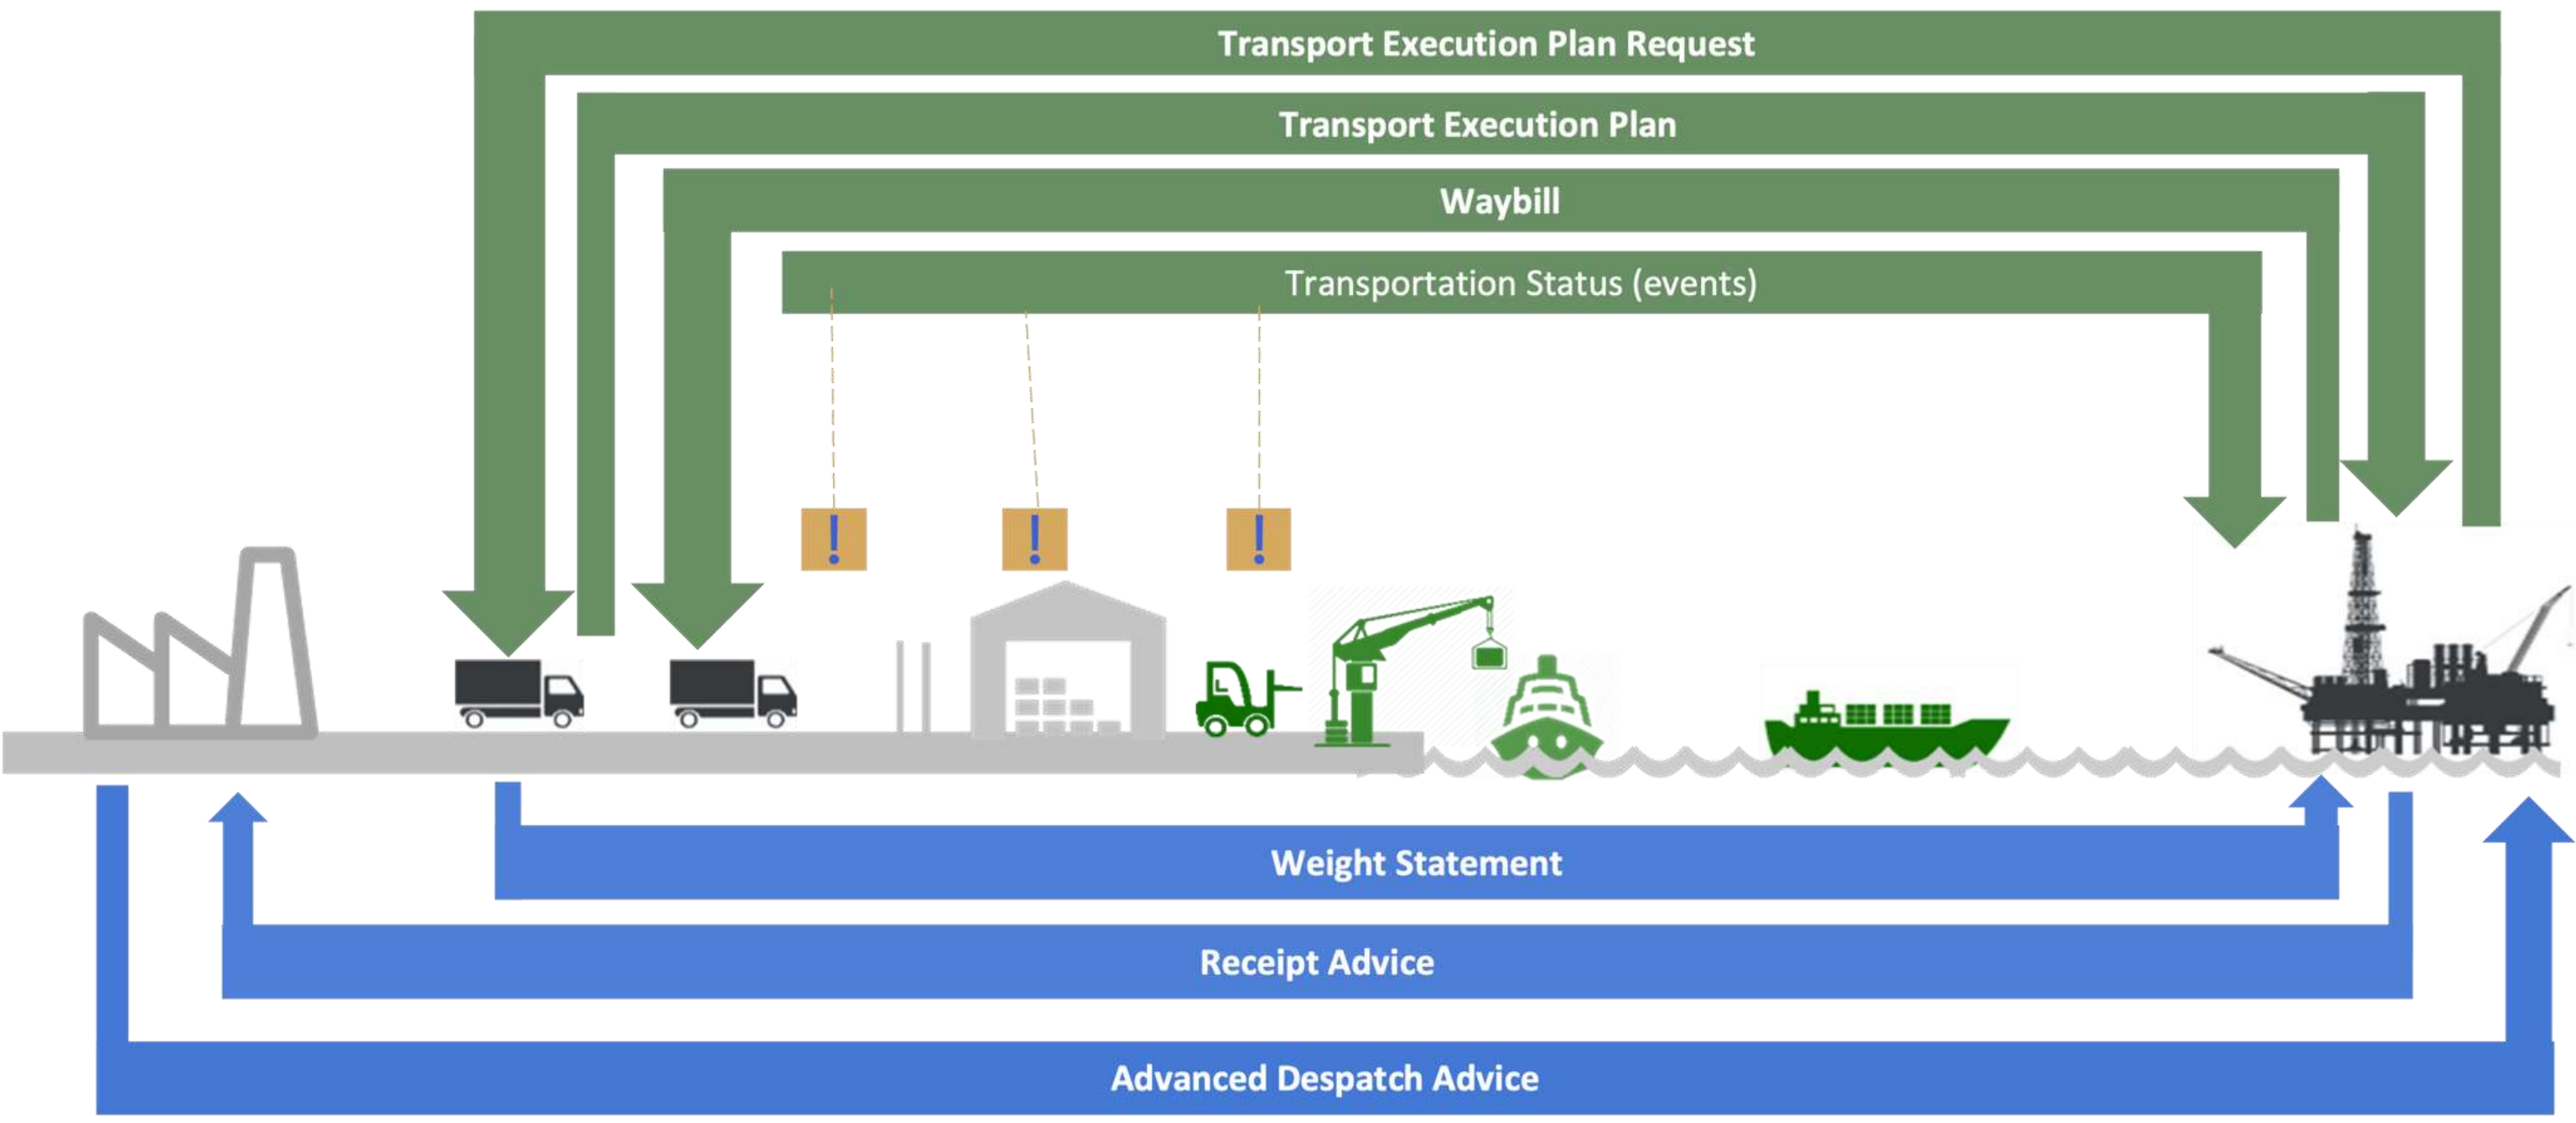 Transport Execution Plan Request
Transport Execution Plan
Waybill
Transportation Status (events)
!
!
!
Weight Statement
Receipt Advice
Advanced Despatch Advice